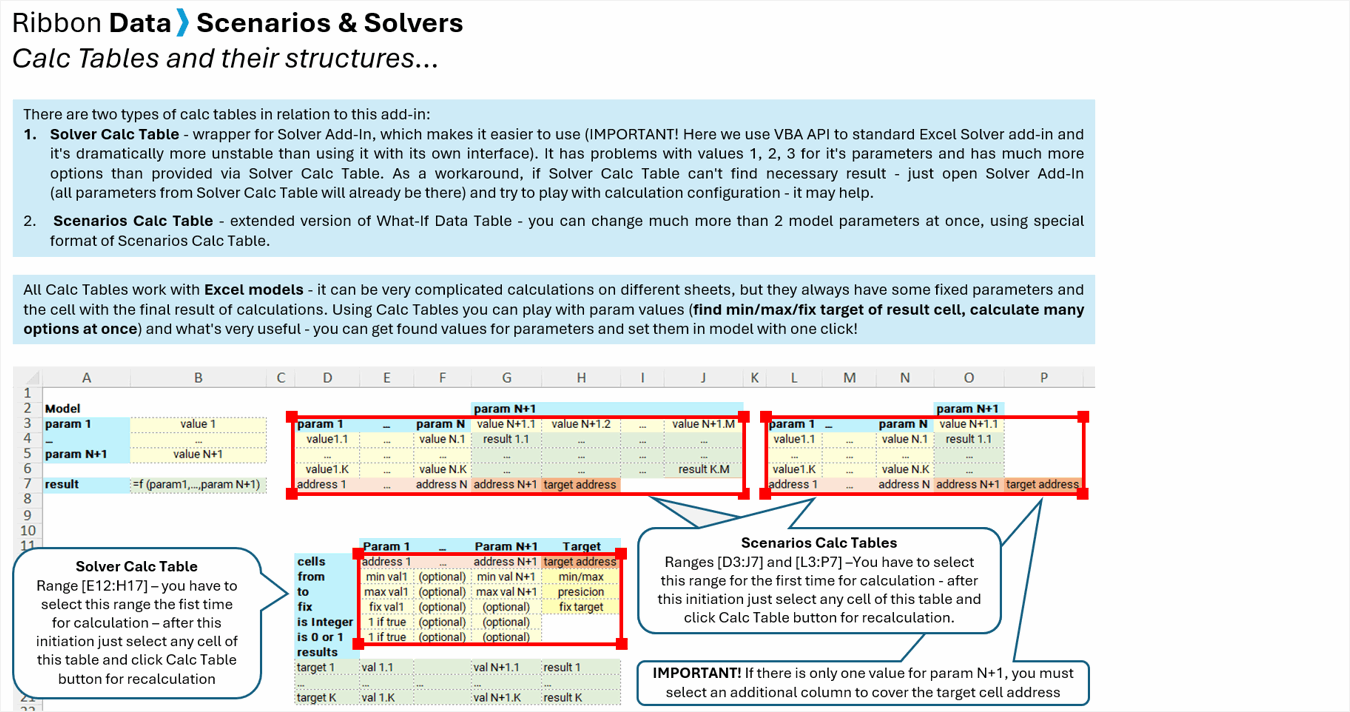 Ribbon Data❯Scenarios & Solvers
Calc Tables and their structures...
There are two types of calc tables in relation to this add-in:
1. Solver Calc Table - wrapper for Solver Add-In, which makes it easier to use (IMPORTANT! Here we use VBA API to standard Excel Solver add-in and
it's dramatically more unstable than using it with its own interface). It has problems with values 1, 2, 3 for it's parameters and has much more
options than provided via Solver Calc Table. As a workaround, if Solver Calc Table can't find necessary result - just open Solver Add-In
(all parameters from Solver Calc Table will already be there) and try to play with calculation configuration - it may help.
2. Scenarios Calc Table - extended version of What-If Data Table - you can change much more than 2 model parameters at once, using special
format of Scenarios Calc Table.
All Calc Tables work with Excel models - it can be very complicated calculations on different sheets, but they always have some fixed parameters and
the cell with the final result of calculations. Using Calc Tables you can play with param values (find min/max/fix target of result cell, calculate many
options at once) and what's very useful - you can get found values for parameters and set them in model with one click!
A B C D E F G H I J K L M N O P
1
2 Model param N+1 param N+1
3 param 1 value 1 param 1 ... param N value N+1.1 value N+1.2 ... value N+1.M param 1 ... param N value N+1.1
4 ... ... value1.1 ... value N.1 result 1.1 ... ... ... value1.1 ... value N.1 result 1.1
5 param N+1 value N+1 ... ... ... ... ... ... ... ... ... ... ...
6 value1.K ... value N.K ... ... ... result K.M value1.K ... value N.K ...
7 result =f (param1,...,param N+1) address 1 ... address N address N+1 target address address 1 ... address N address N+1 target address
8
9
10
11 Param 1 ... Param N+1 Target
cells address 1 ... address N+1 target address
from min val1 (optional) min val N+1 min/max
to max val1 (optional) max val N+1 presicion
fix fix val1 (optional) (optional) fix target
is Integer 1 if true (optional) (optional)
is 0 or 1 1 if true (optional) (optional)
results
target 1 val 1.1 val N+1.1 result 1
... ... ... ... ...
target K val 1.K val N+1.K result K
Solver Calc Table
Range [E12:H17] – you have to
select this range the fist time
for calculation – after this
initiation just select any cell of
this table and click Calc Table
button for recalculation
Scenarios Calc Tables
Ranges [D3:J7] and [L3:P7] –You have to select
this range for the first time for calculation - after
this initiation just select any cell of this table and
click Calc Table button for recalculation.
IMPORTANT! If there is only one value for param N+1, you must
select an additional column to cover the target cell address